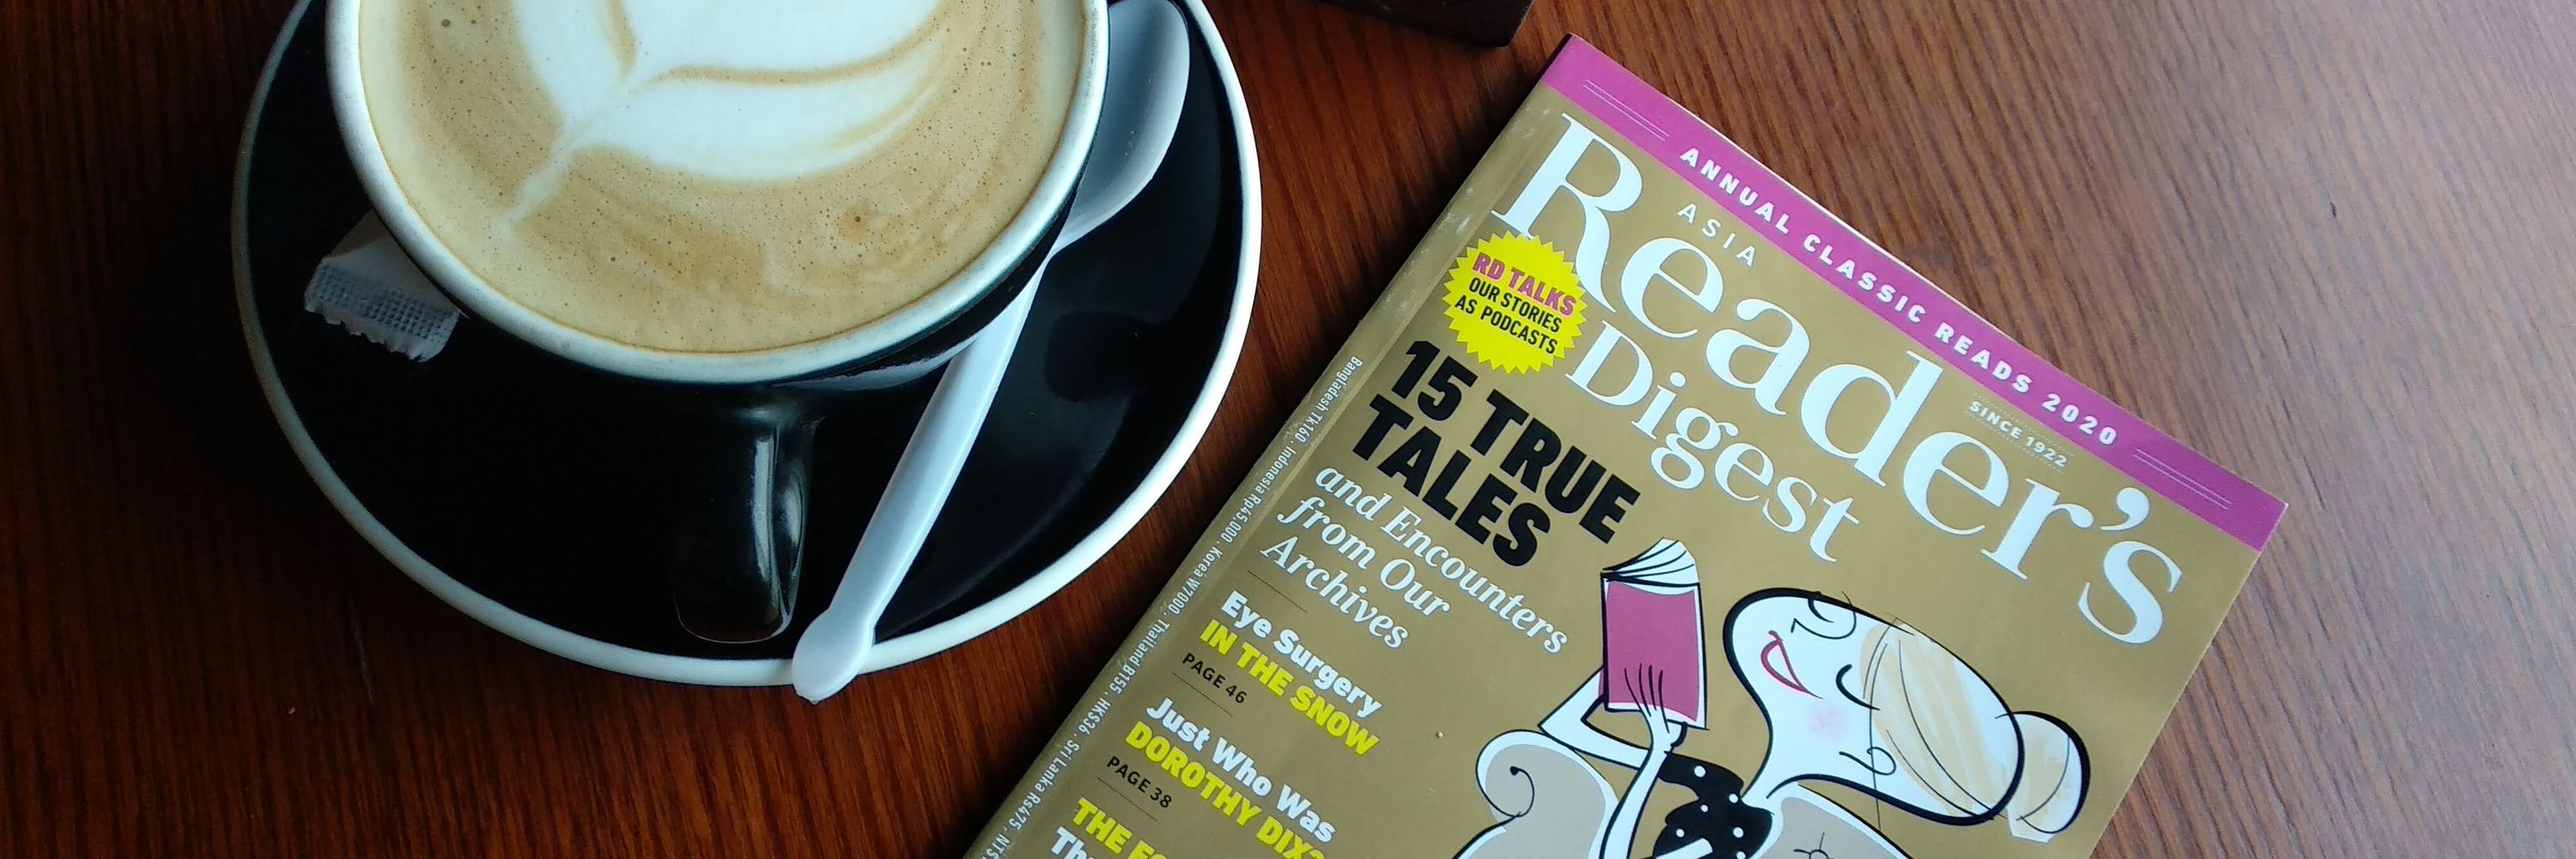 ANNUAL CLASSIC READS 2020
ASIA
SINCE 1922
Reader's
Digest
RD TALKS
OUR STORIES
AS PODCASTS
15 TRUE
TALES
and Encounters
from Our
Archives
Eye Surgery
IN THE SNOW
PAGE 46
Just Who Was
DOROTHY DIX?
PAGE 38
THE
Bangladesh TK160 . Indonesia Rp45,000 . Korea W7000 . Thailand B155 . HK$36 . Sri Lanka Rs475 .